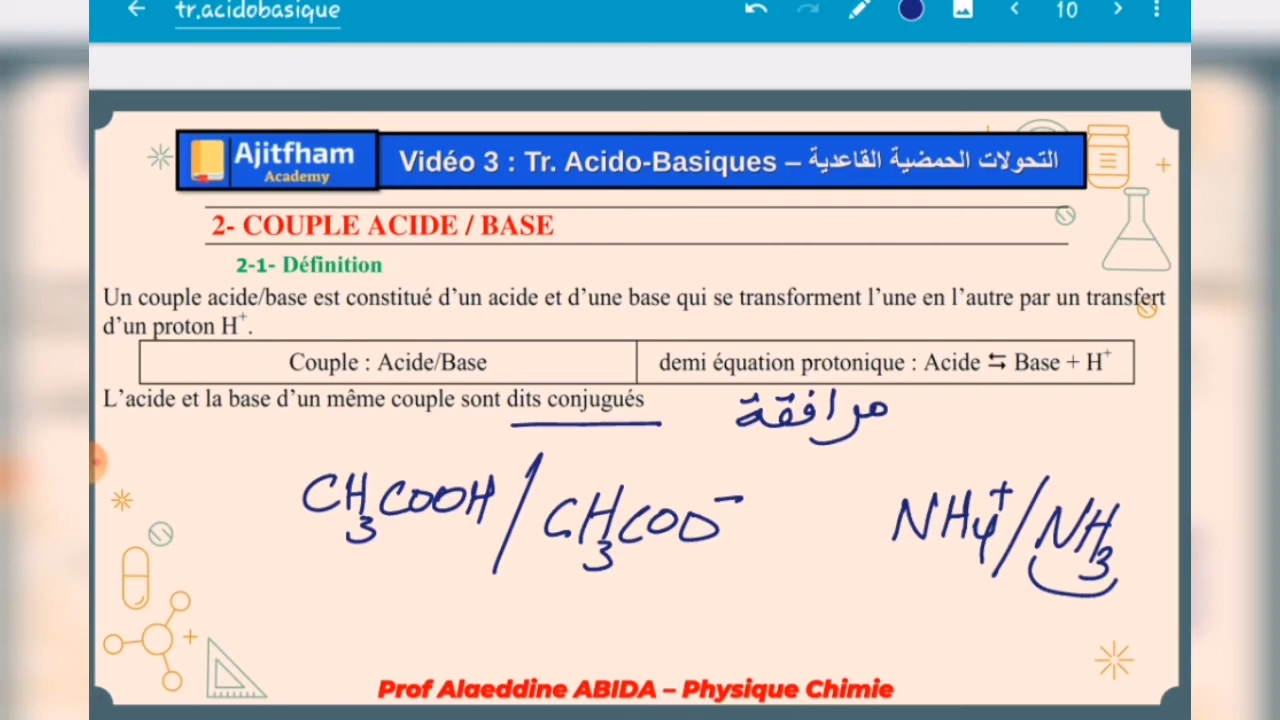 tr.acidobasique
10
Ajitfham
Academy
Vidéo 3 : Tr. Acido-Basiques – التحولات الحمضية القاعدية
2- COUPLE ACIDE / BASE
2-1- Définition
Un couple acide/base est constitué d’un acide et d’une base qui se transforment l’une en l’autre par un transfert
d’un proton H⁺.
Couple : Acide/Base
demi équation protonique : Acide ⇆ Base + H⁺
L’acide et la base d’un même couple sont dits conjugués
مرافقة
CH₃COOH / CH₃COO⁻
NH₄⁺/NH₃
Prof Alaeddine ABIDA – Physique Chimie